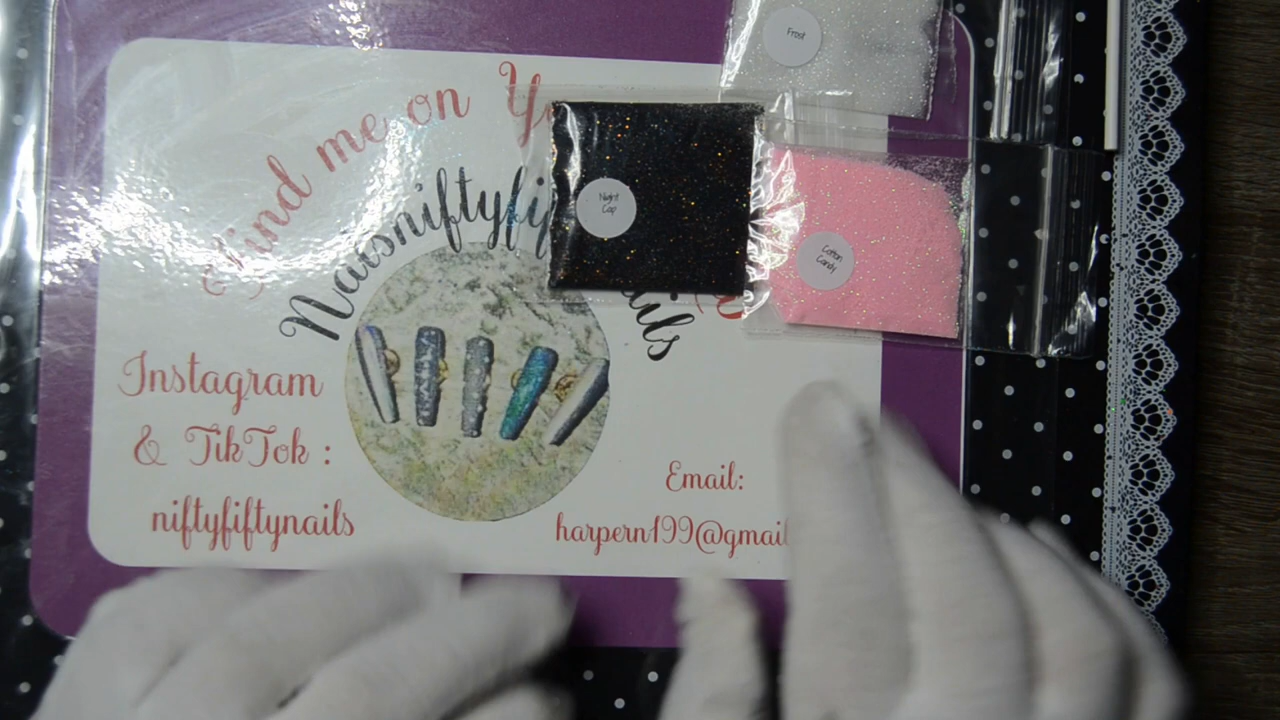 Frost
Find me on
Night
Cap
Cotton
Candy
Instagram
& TikTok :
niftyfiftynails
Email:
harpern199@gmail